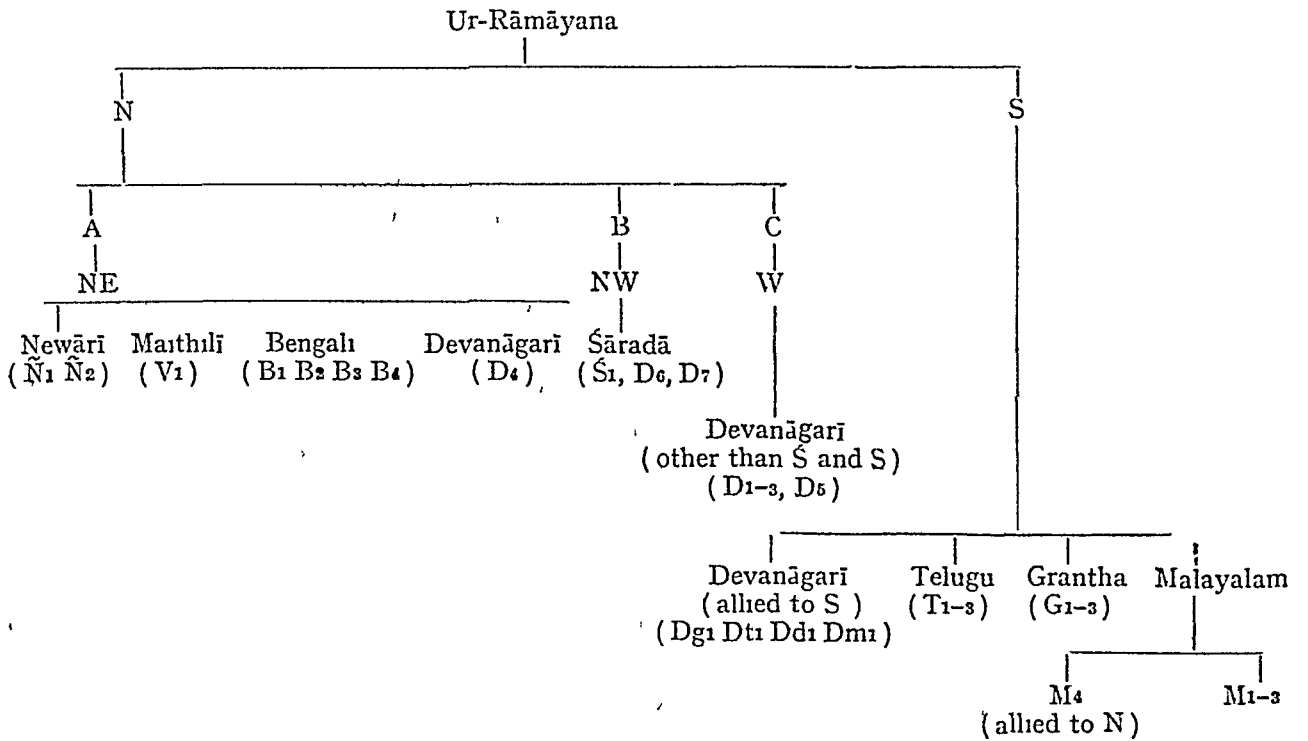 Ur-Rāmāyana
N S
A B C
NE NW W
Newārī Maithilī Bengali Devanāgarī Śāradā
(Ñ1 Ñ2) (V1) (B1 B2 B3 B4) (D4) (Ś1, D6, D7)
Devanāgarī
(other than Ś and S)
(D1-3, D5)
Devanāgarī Telugu Grantha Malayalam
(allied to S) (T1-3) (G1-3)
(Dg1 Dt1 Dd1 Dm1)
M4 M1-3
(allied to N)